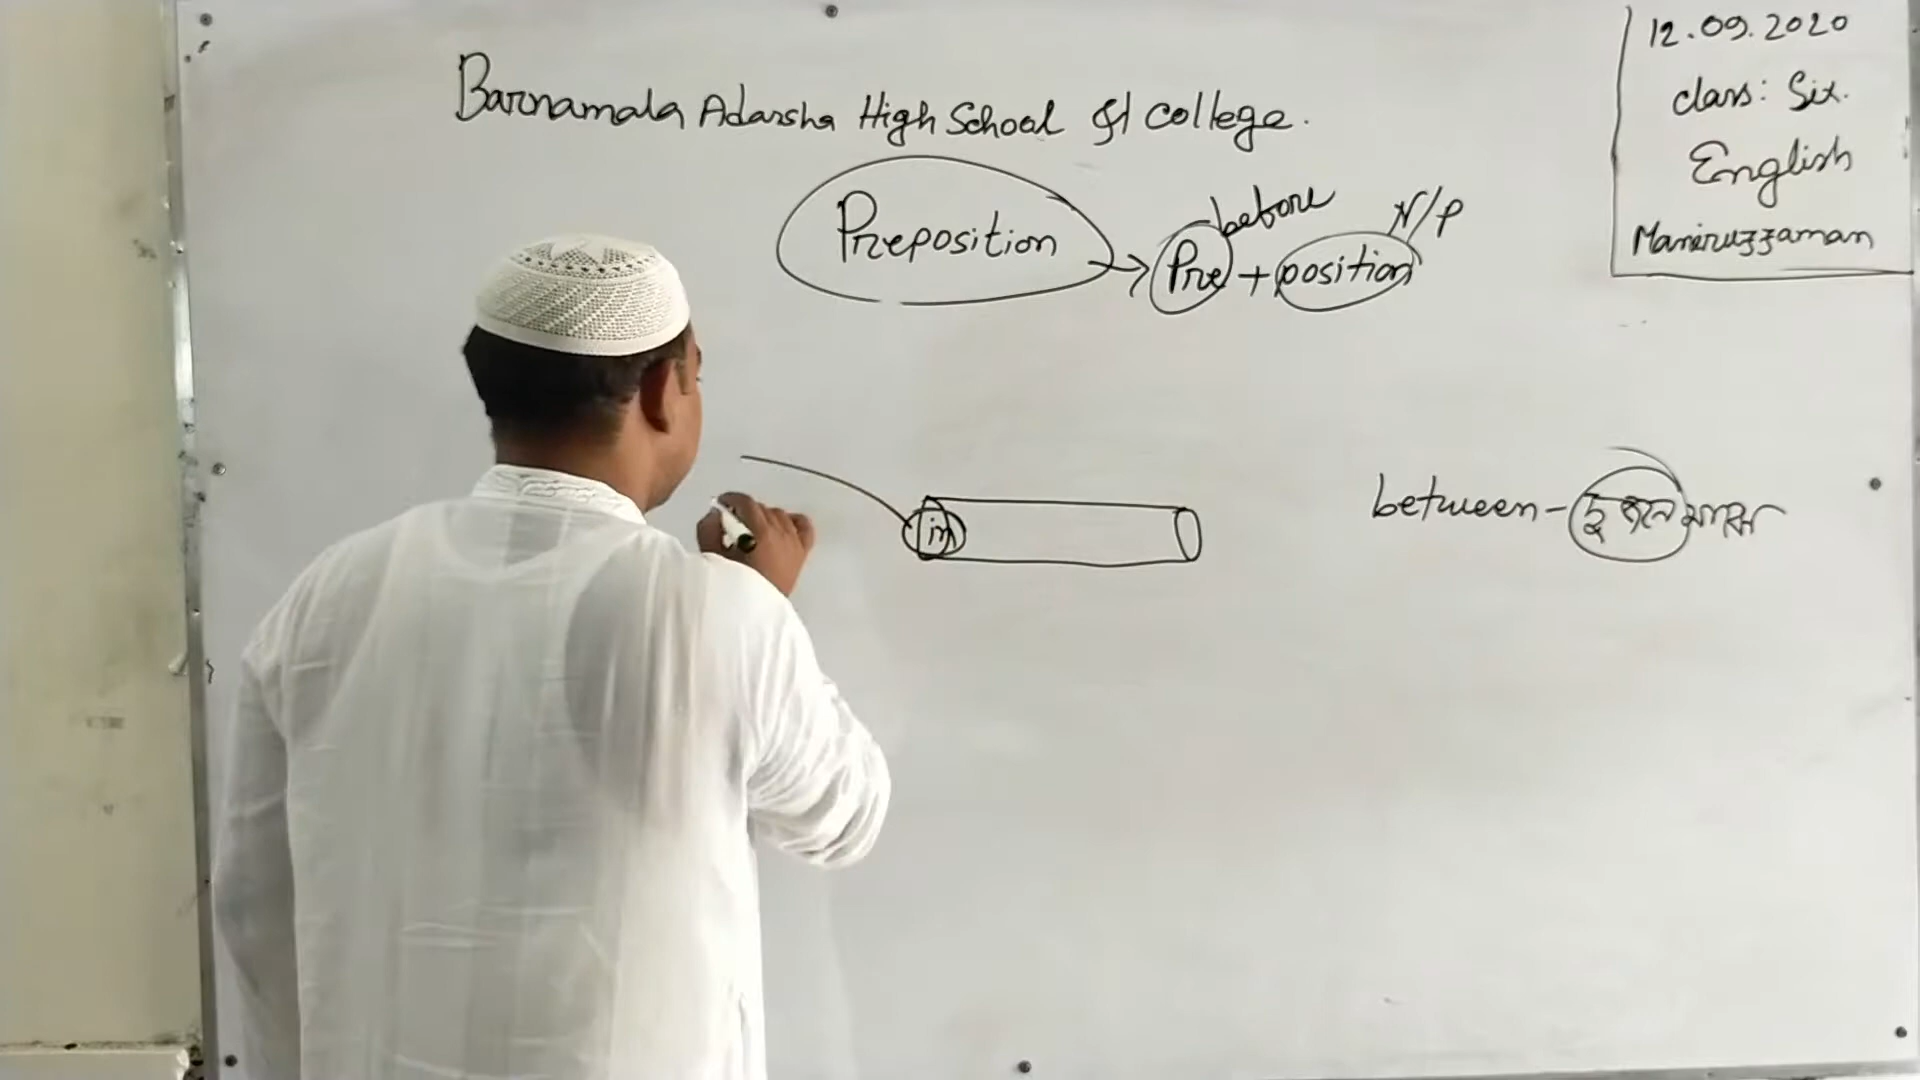 Barnamala Adarsha High School & college.
12.09.2020
class: Six.
English
Maniruzzaman
Preposition → Pre + position
before N/P
in
between - দুজনের মধ্যে